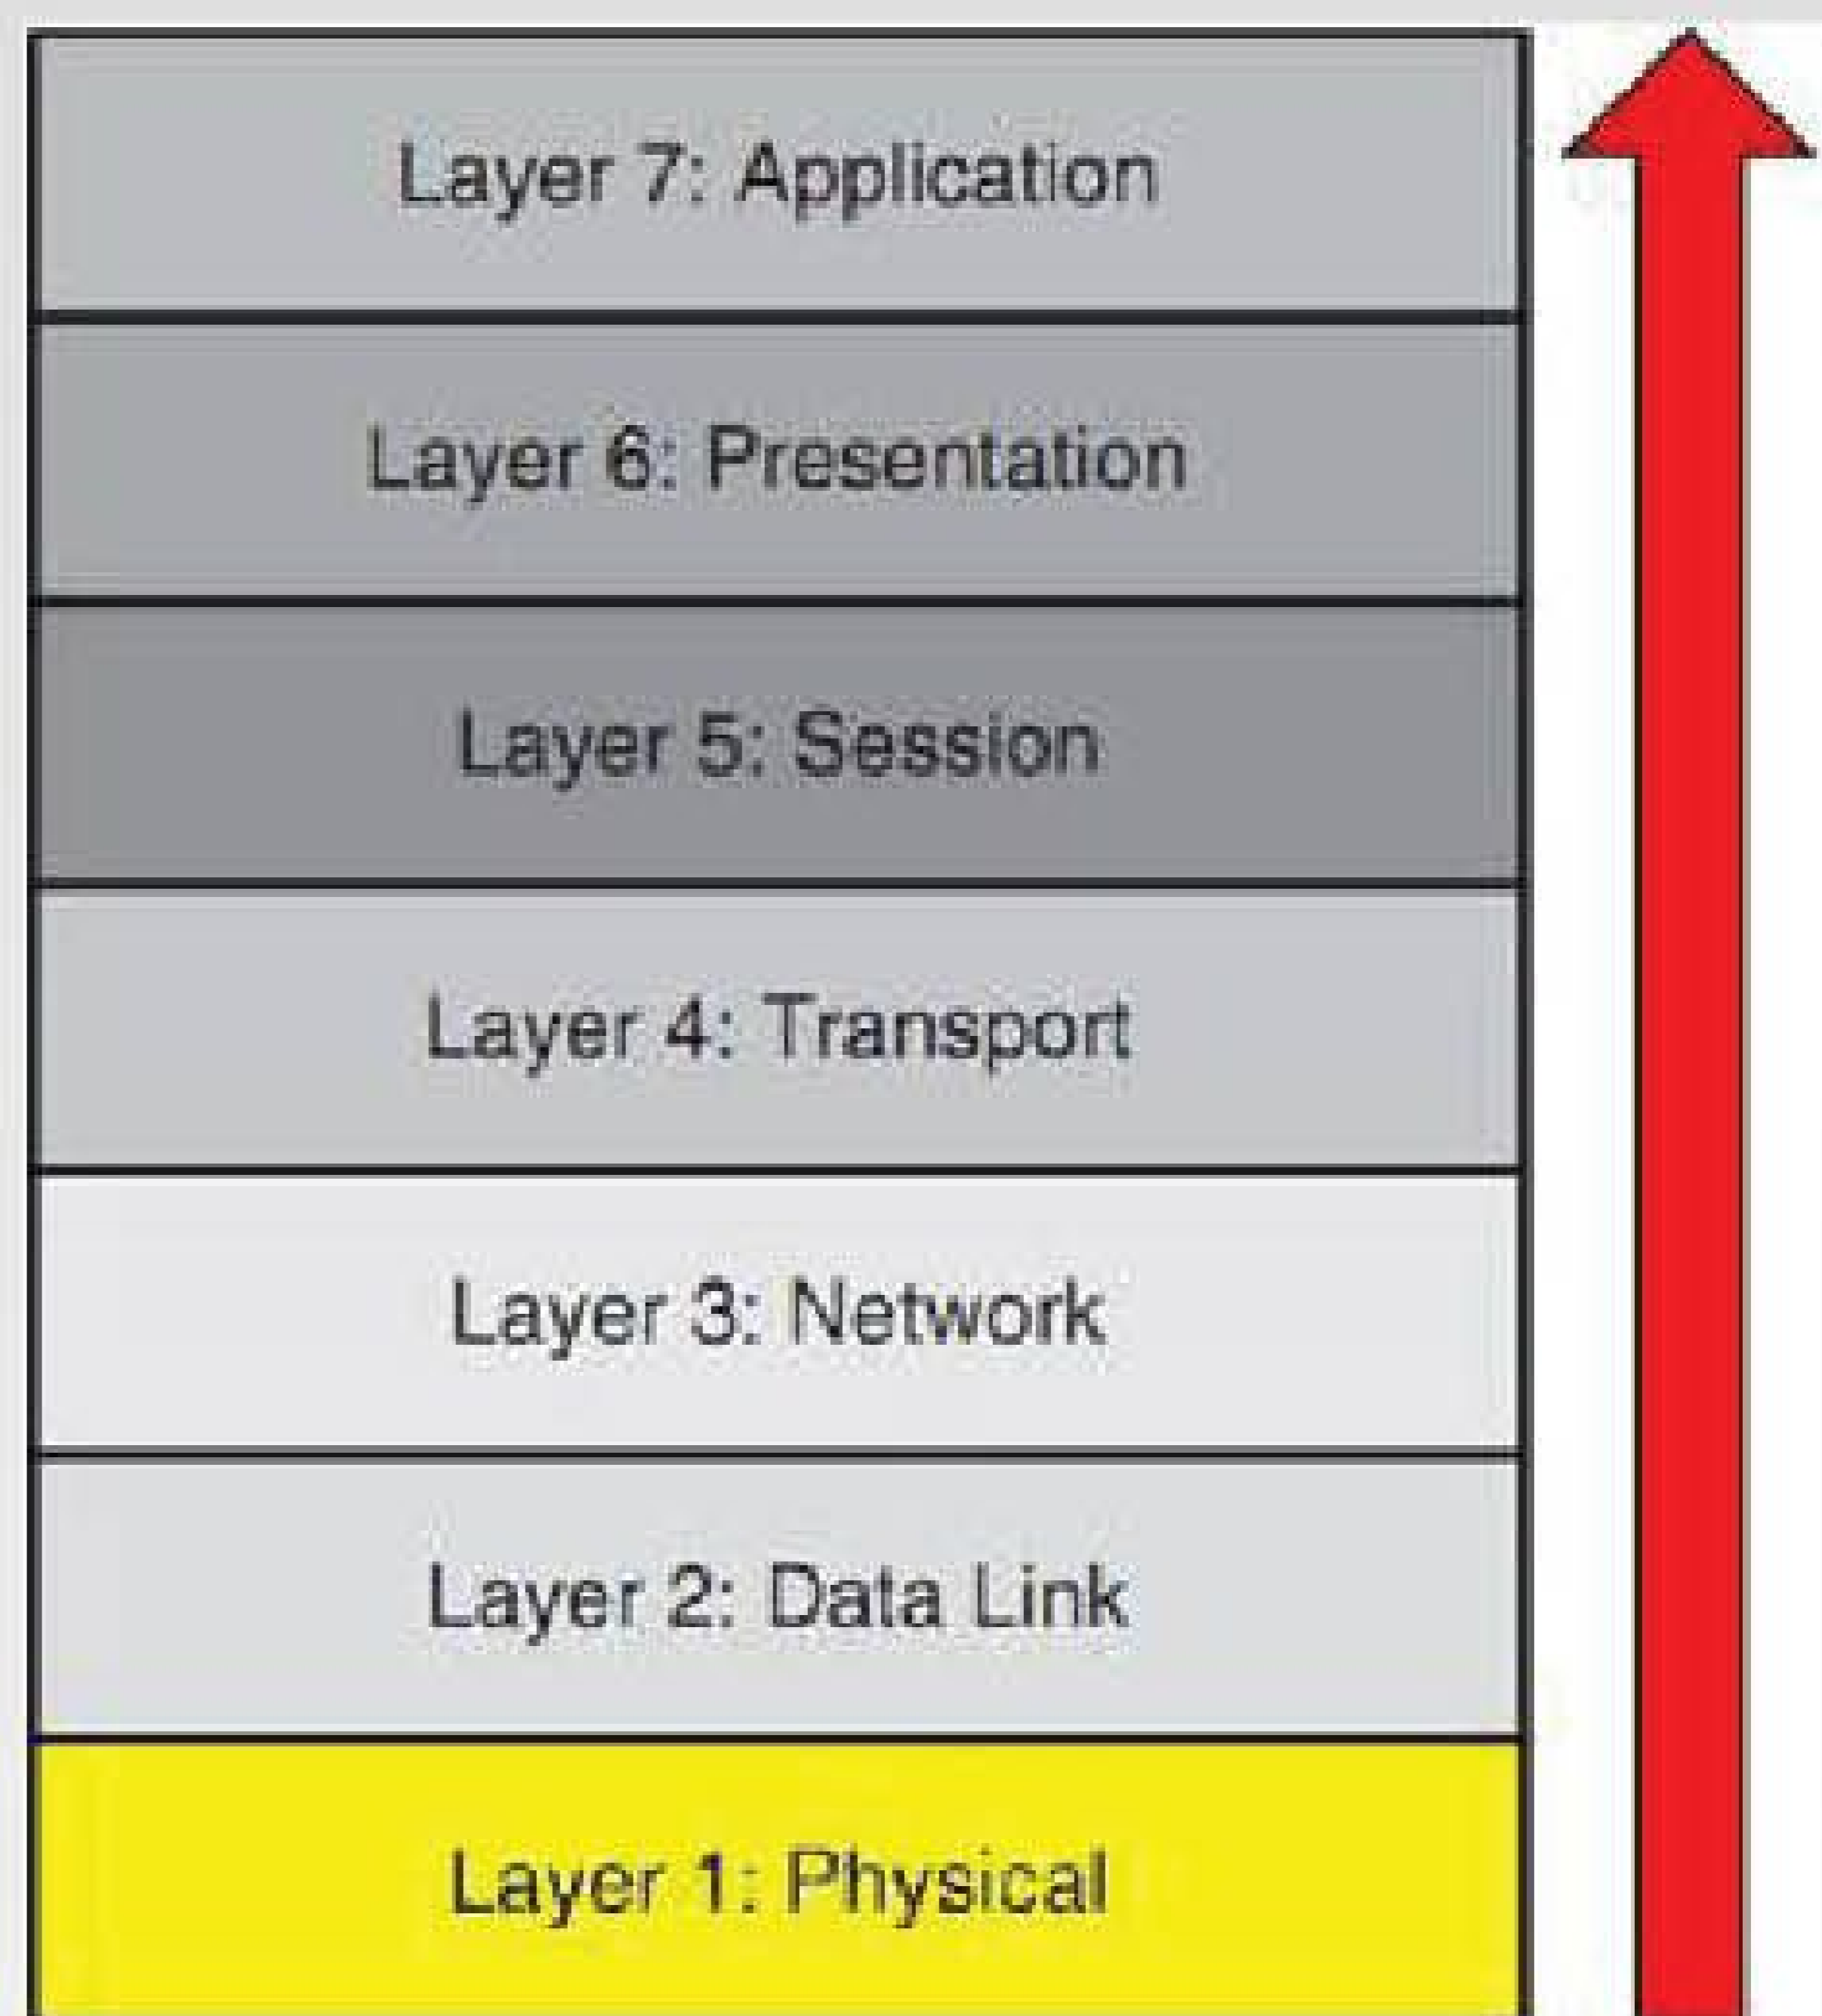 Layer 7: Application
Layer 6: Presentation
Layer 5: Session
Layer 4: Transport
Layer 3: Network
Layer 2: Data Link
Layer 1: Physical